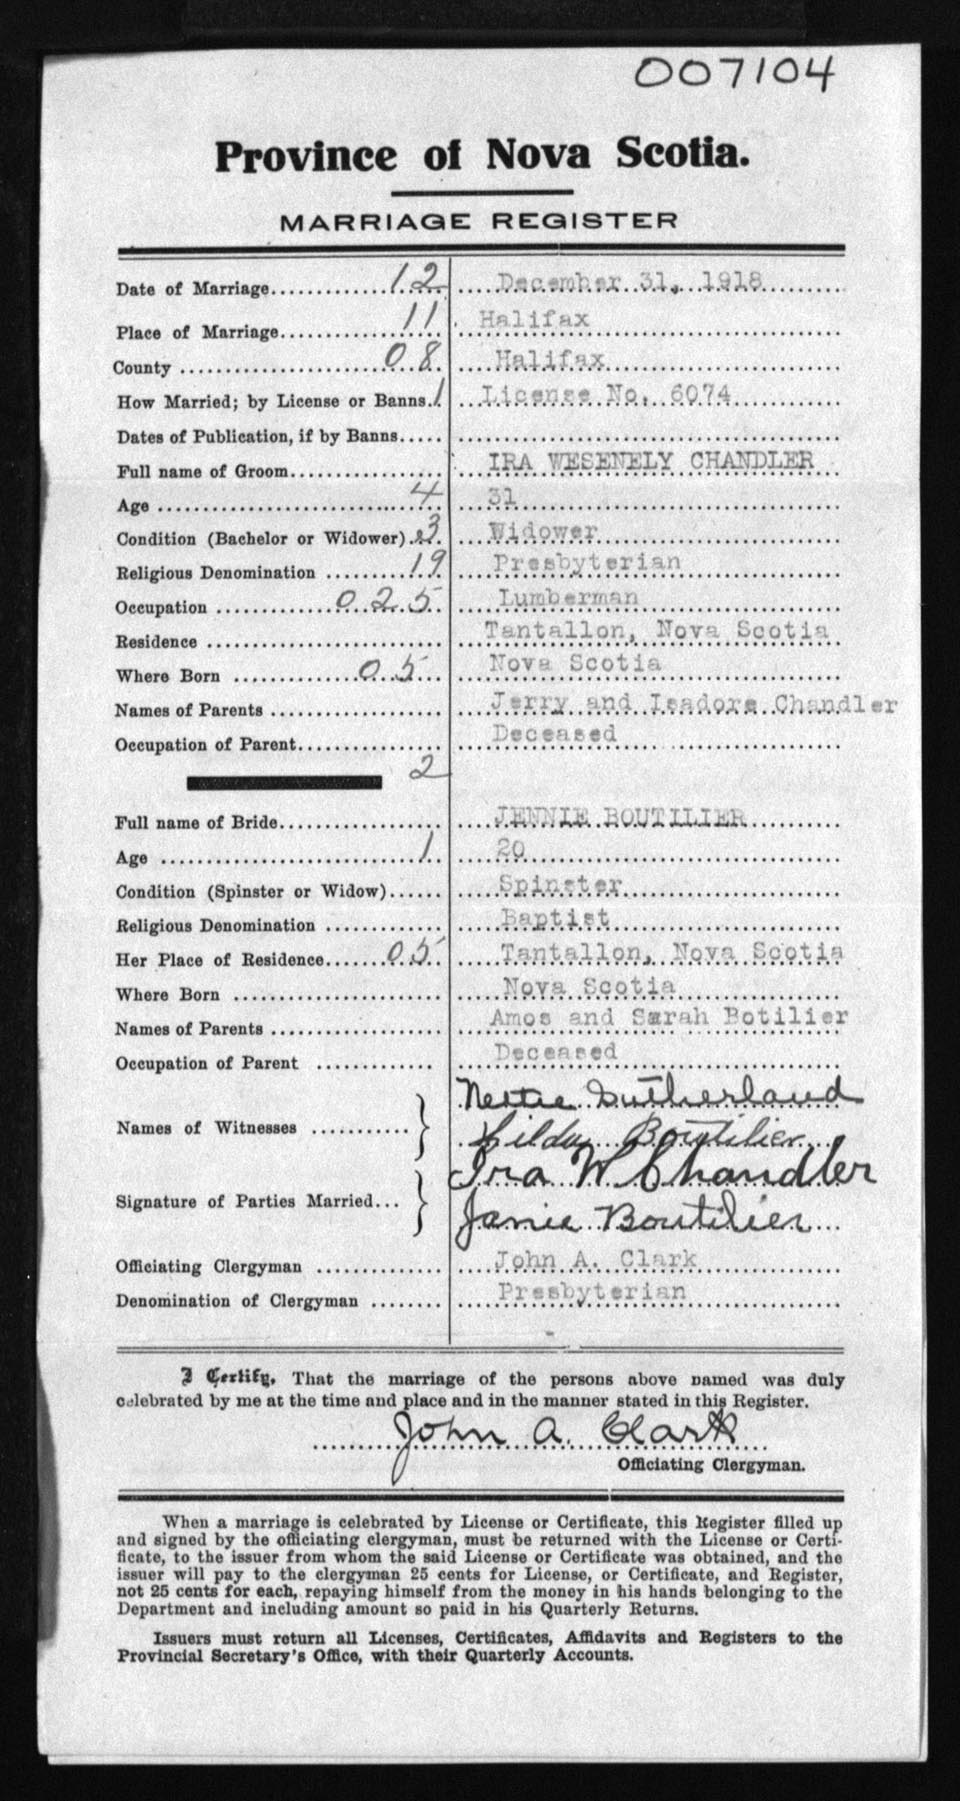 007104
Province of Nova Scotia.
MARRIAGE REGISTER
Date of Marriage............. 12 ....December 31, 1918........
Place of Marriage............. 11 Halifax
County ...................... 08 Halifax
How Married; by License or Banns.. 1 License No. 6074
Dates of Publication, if by Banns.....
Full name of Groom............... IRA WESENELY CHANDLER
Age ........................... 4 31
Condition (Bachelor or Widower) .. 3 Widower
Religious Denomination ......... 19 Presbyterian
Occupation ............. 025 Lumberman
Residence ....................... Tantallon, Nova Scotia
Where Born ............. 05 Nova Scotia
Names of Parents ................. Jerry and Isadore Chandler
Occupation of Parent............... Deceased
2
Full name of Bride................. JENNIE BOUTILIER
Age ........................... 1 20
Condition (Spinster or Widow)...... Spinster
Religious Denomination ............ Baptist
Her Place of Residence...... 05 Tantallon, Nova Scotia
Where Born ...................... Nova Scotia
Names of Parents .................. Amos and Sarah Botilier
Occupation of Parent ............. Deceased
Nettie Sutherland
Names of Witnesses .......... Hilda Boutilier
Ira W Chandler
Signature of Parties Married... Janie Boutilier
Officiating Clergyman ............. John A. Clark
Denomination of Clergyman ........ Presbyterian
I Certify, That the marriage of the persons above named was duly
celebrated by me at the time and place and in the manner stated in this Register.
John A. Clark
Officiating Clergyman.
When a marriage is celebrated by License or Certificate, this Register filled up
and signed by the officiating clergyman, must be returned with the License or Certi-
ficate, to the issuer from whom the said License or Certificate was obtained, and the
issuer will pay to the clergyman 25 cents for License, or Certificate, and Register,
not 25 cents for each, repaying himself from the money in his hands belonging to the
Department and including amount so paid in his Quarterly Returns.
Issuers must return all Licenses, Certificates, Affidavits and Registers to the
Provincial Secretary's Office, with their Quarterly Accounts.